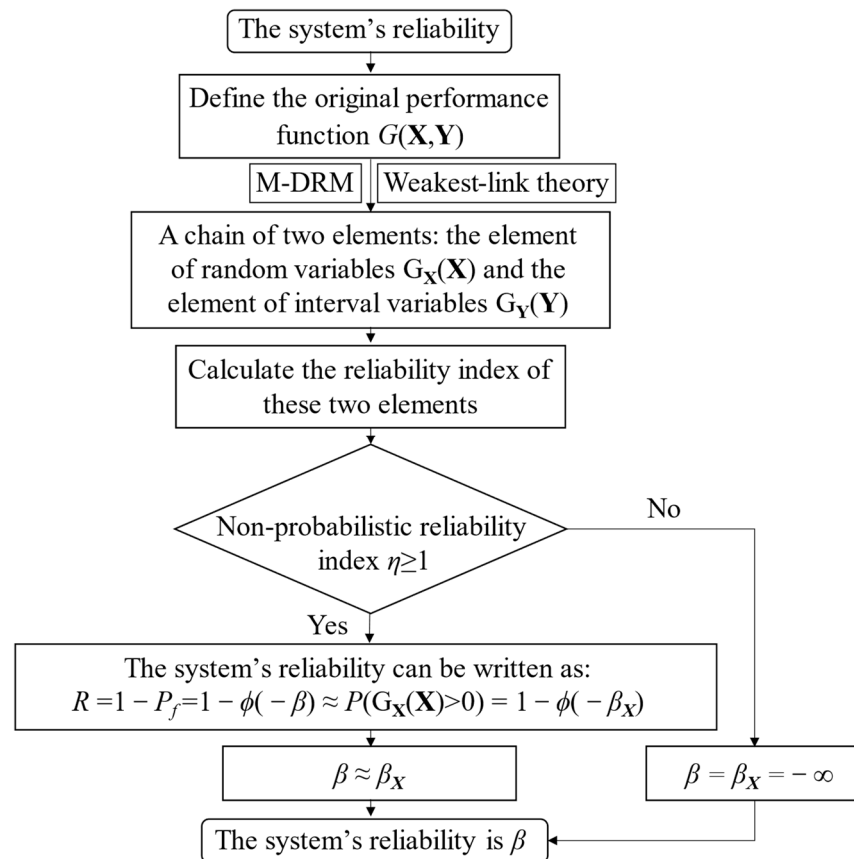 The system’s reliability
Define the original performance
function G(X,Y)
M-DRM
Weakest-link theory
A chain of two elements: the element
of random variables G_X(X) and the
element of interval variables G_Y(Y)
Calculate the reliability index of
these two elements
Non-probabilistic reliability
index η≥1
No
Yes
The system’s reliability can be written as:
R =1 − P_f=1 − ϕ( − β) ≈ P(G_X(X)>0) = 1 − ϕ( − β_X)
β ≈ β_X
β = β_X = − ∞
The system’s reliability is β